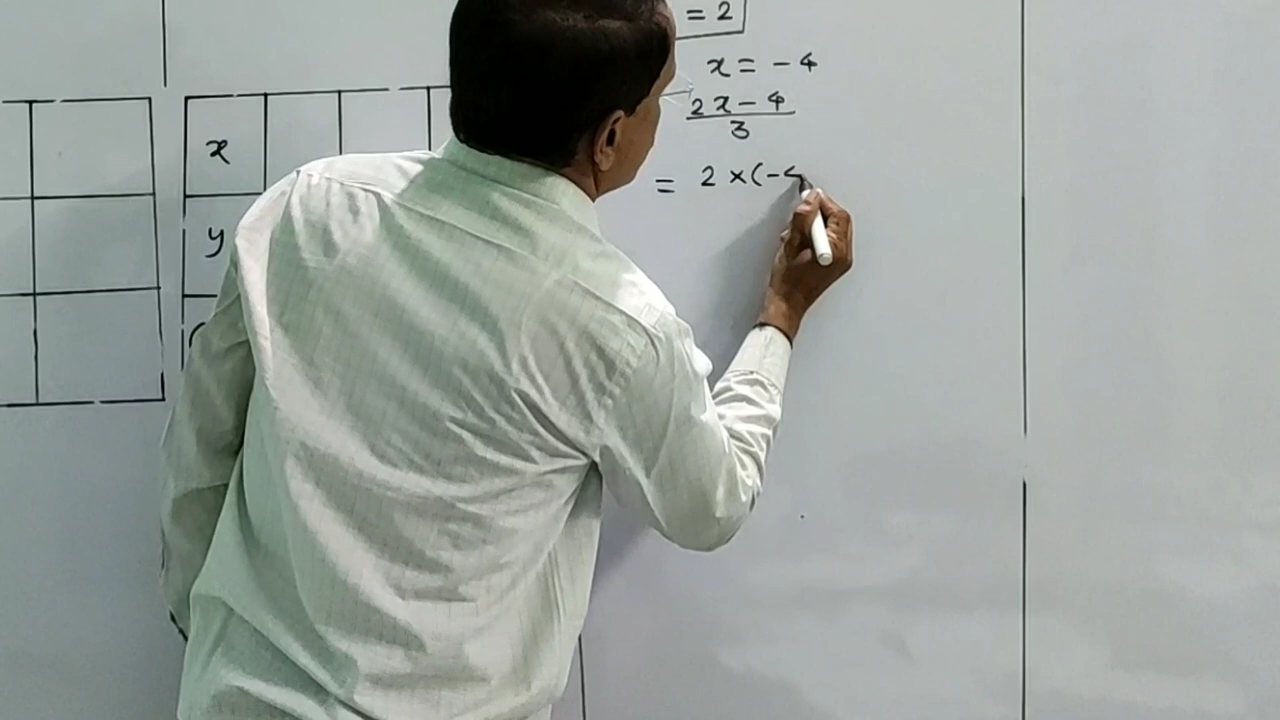 = 2
x = - 4
2x - 4
3
= 2 × (- 4
x
y
(